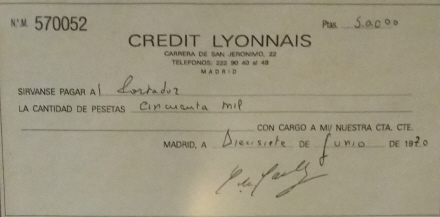 N.º M. 570052 Ptas. 50.000
CREDIT LYONNAIS
CARRERA DE SAN JERONIMO, 22
TELEFONOS: 222 90 40 al 49
MADRID
SIRVANSE PAGAR Al Portador
LA CANTIDAD DE PESETAS Cincuenta mil
CON CARGO A MI/ NUESTRA CTA. CTE.
MADRID, A Diecisiete DE Junio DE 1970